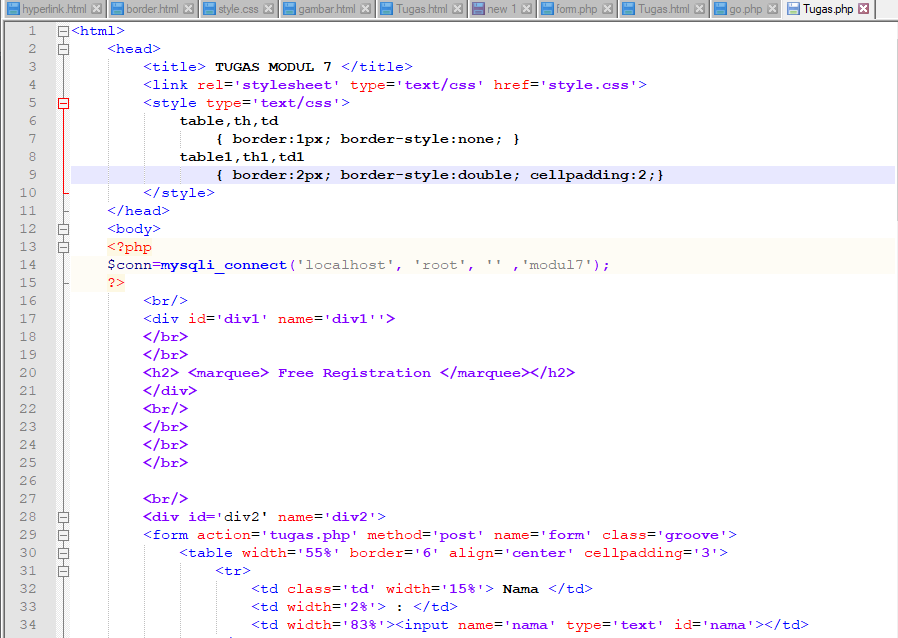 hyperlink.html border.html style.css gambar.html Tugas.html new 1 form.php Tugas.html go.php Tugas.php
1 <html>
2 <head>
3 <title> TUGAS MODUL 7 </title>
4 <link rel='stylesheet' type='text/css' href='style.css'>
5 <style type='text/css'>
6 table,th,td
7 { border:1px; border-style:none; }
8 table1,th1,td1
9 { border:2px; border-style:double; cellpadding:2;}
10 </style>
11 </head>
12 <body>
13 <?php
14 $conn=mysqli_connect('localhost', 'root', '' ,'modul7');
15 ?>
16 <br/>
17 <div id='div1' name='div1''>
18 </br>
19 </br>
20 <h2> <marquee> Free Registration </marquee></h2>
21 </div>
22 <br/>
23 </br>
24 </br>
25 </br>
26
27 <br/>
28 <div id='div2' name='div2'>
29 <form action='tugas.php' method='post' name='form' class='groove'>
30 <table width='55%' border='6' align='center' cellpadding='3'>
31 <tr>
32 <td class='td' width='15%'> Nama </td>
33 <td width='2%'> : </td>
34 <td width='83%'><input name='nama' type='text' id='nama'></td>